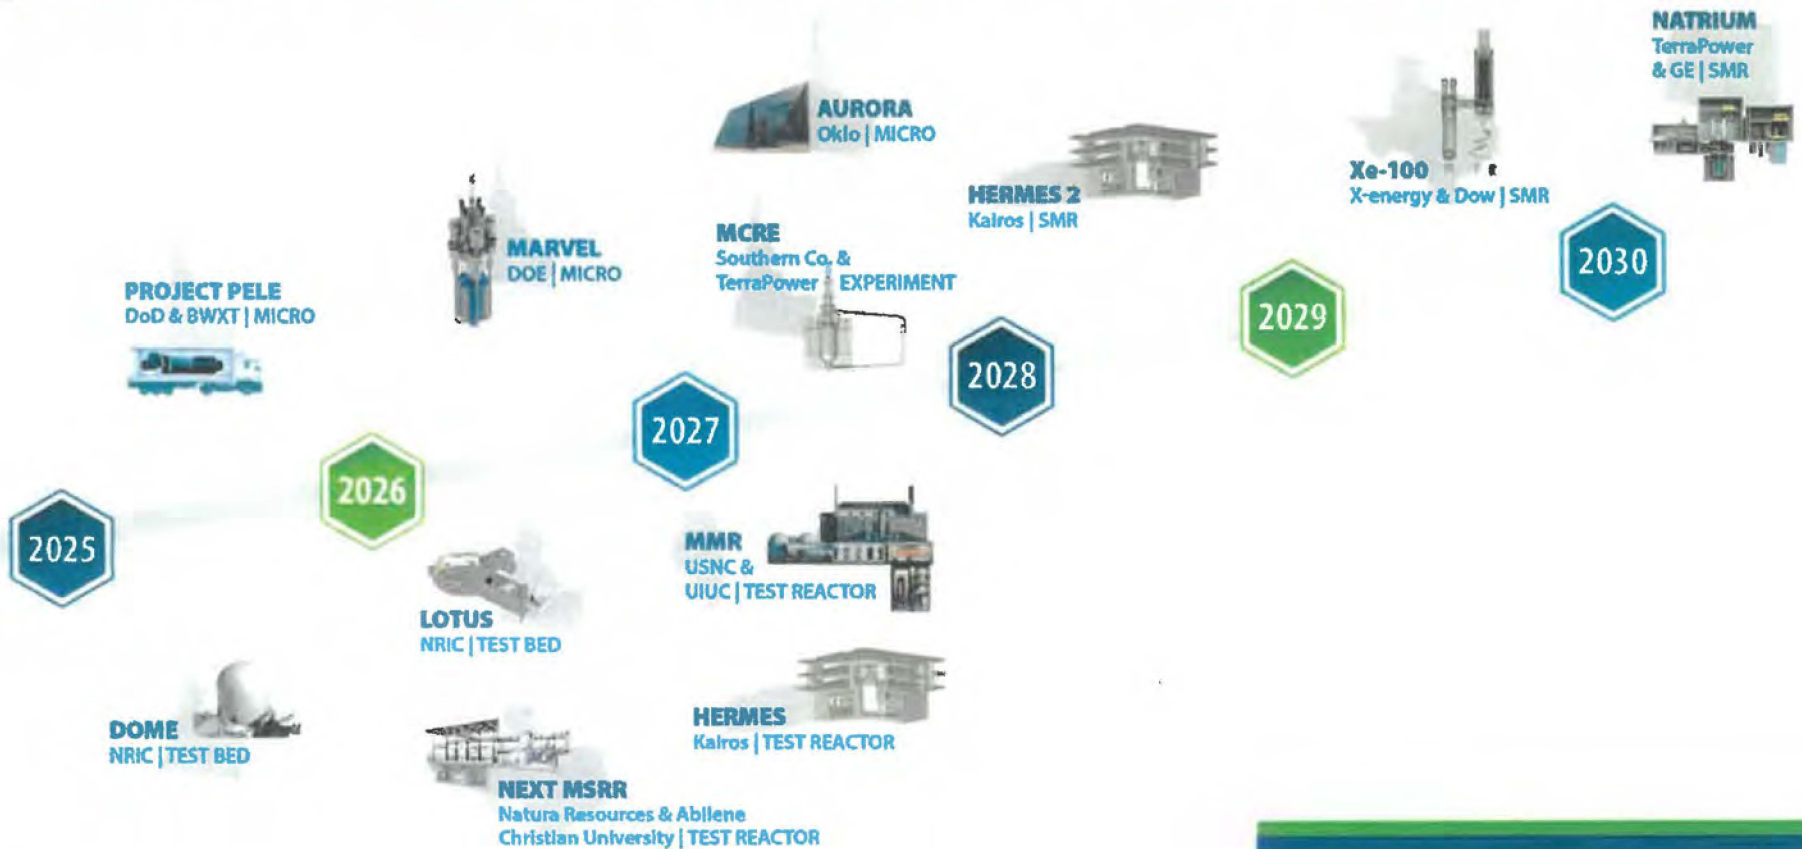 NATRIUM
TerraPower
& GE | SMR
AURORA
Oklo | MICRO
Xe-100
X-energy & Dow | SMR
HERMES 2
Kairos | SMR
MCRE
Southern Co. &
TerraPower | EXPERIMENT
MARVEL
DOE | MICRO
PROJECT PELE
DoD & BWXT | MICRO
2025
2026
2027
2028
2029
2030
MMR
USNC &
UIUC | TEST REACTOR
LOTUS
NRIC | TEST BED
HERMES
Kairos | TEST REACTOR
DOME
NRIC | TEST BED
NEXT MSRR
Natura Resources & Abilene
Christian University | TEST REACTOR